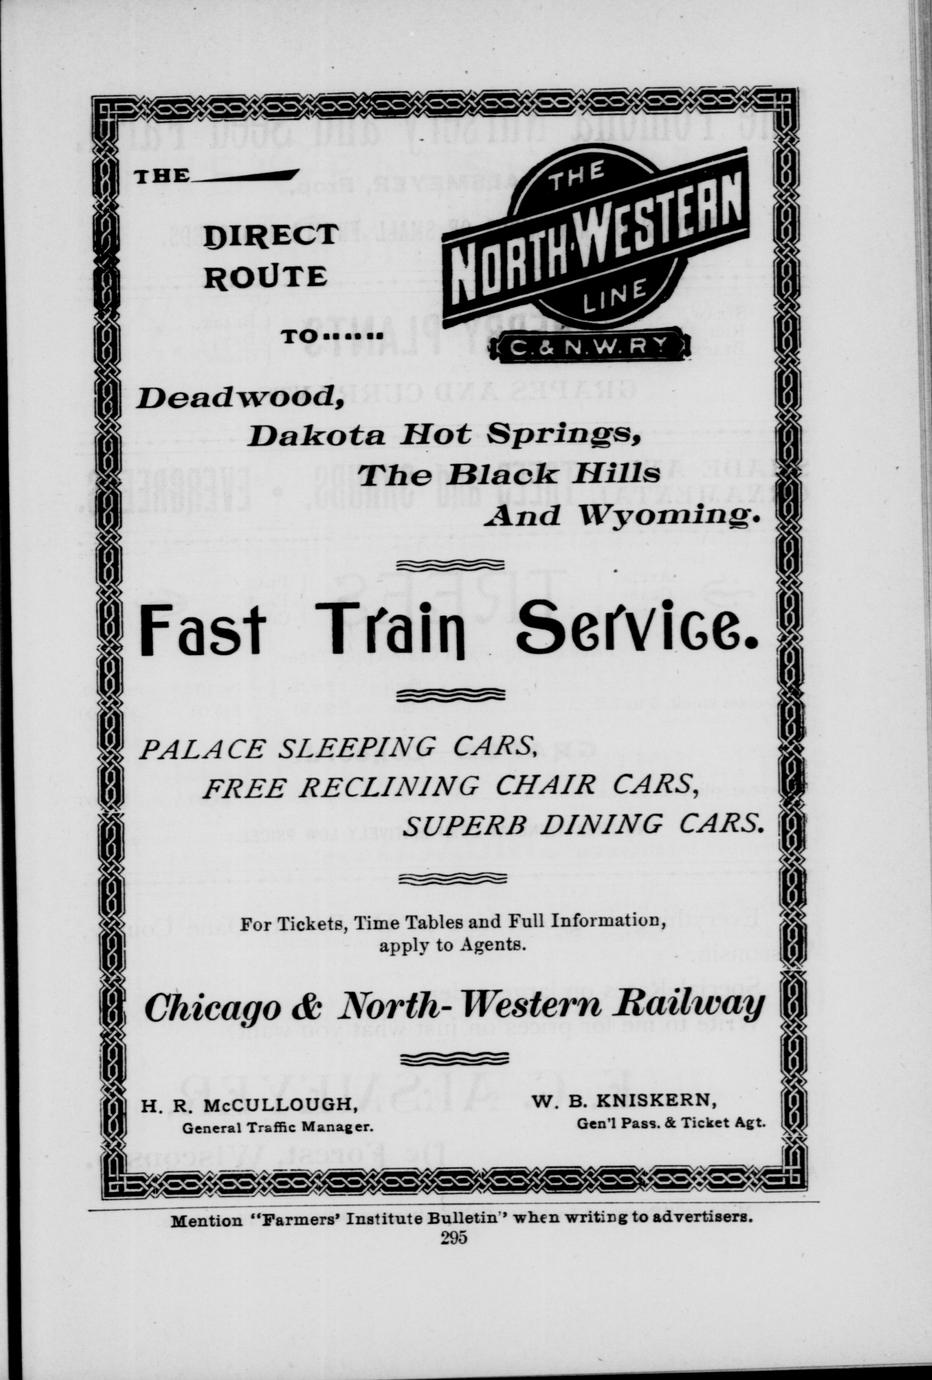 THE
DIRECT
ROUTE
TO.......
THE
NORTH-WESTERN
LINE
C. & N. W. RY
Deadwood,
Dakota Hot Springs,
The Black Hills
And Wyoming.
Fast Train Service.
PALACE SLEEPING CARS,
FREE RECLINING CHAIR CARS,
SUPERB DINING CARS.
For Tickets, Time Tables and Full Information,
apply to Agents.
Chicago & North-Western Railway
H. R. McCULLOUGH,
General Traffic Manager.
W. B. KNISKERN,
Gen'l Pass. & Ticket Agt.
Mention "Farmers' Institute Bulletin" when writing to advertisers.
295